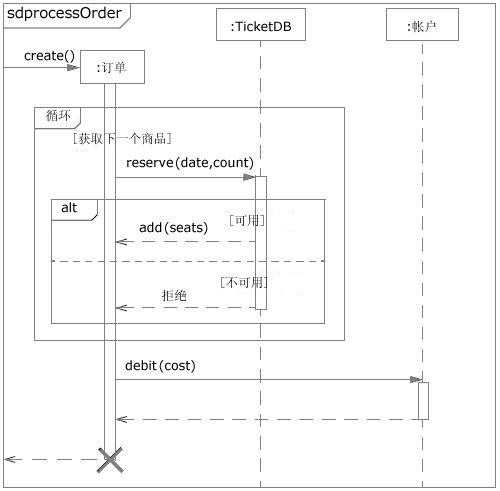 sdprocessOrder
:TicketDB
:帐户
create()
:订单
循环
[获取下一个商品]
reserve(date,count)
alt
[可用]
add(seats)
[不可用]
拒绝
debit(cost)